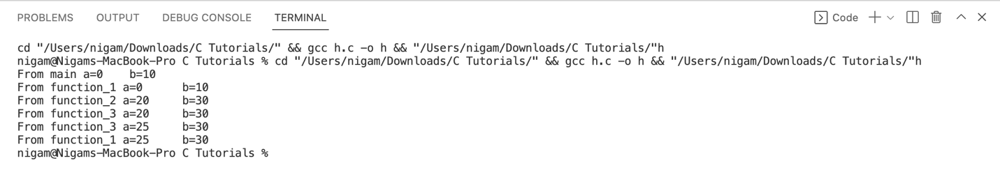 PROBLEMS OUTPUT DEBUG CONSOLE TERMINAL Code
cd "/Users/nigam/Downloads/C Tutorials/" && gcc h.c -o h && "/Users/nigam/Downloads/C Tutorials/"h
nigam@Nigams-MacBook-Pro C Tutorials % cd "/Users/nigam/Downloads/C Tutorials/" && gcc h.c -o h && "/Users/nigam/Downloads/C Tutorials/"h
From main a=0    b=10
From function_1 a=0      b=10
From function_2 a=20     b=30
From function_3 a=20     b=30
From function_3 a=25     b=30
From function_1 a=25     b=30
nigam@Nigams-MacBook-Pro C Tutorials %